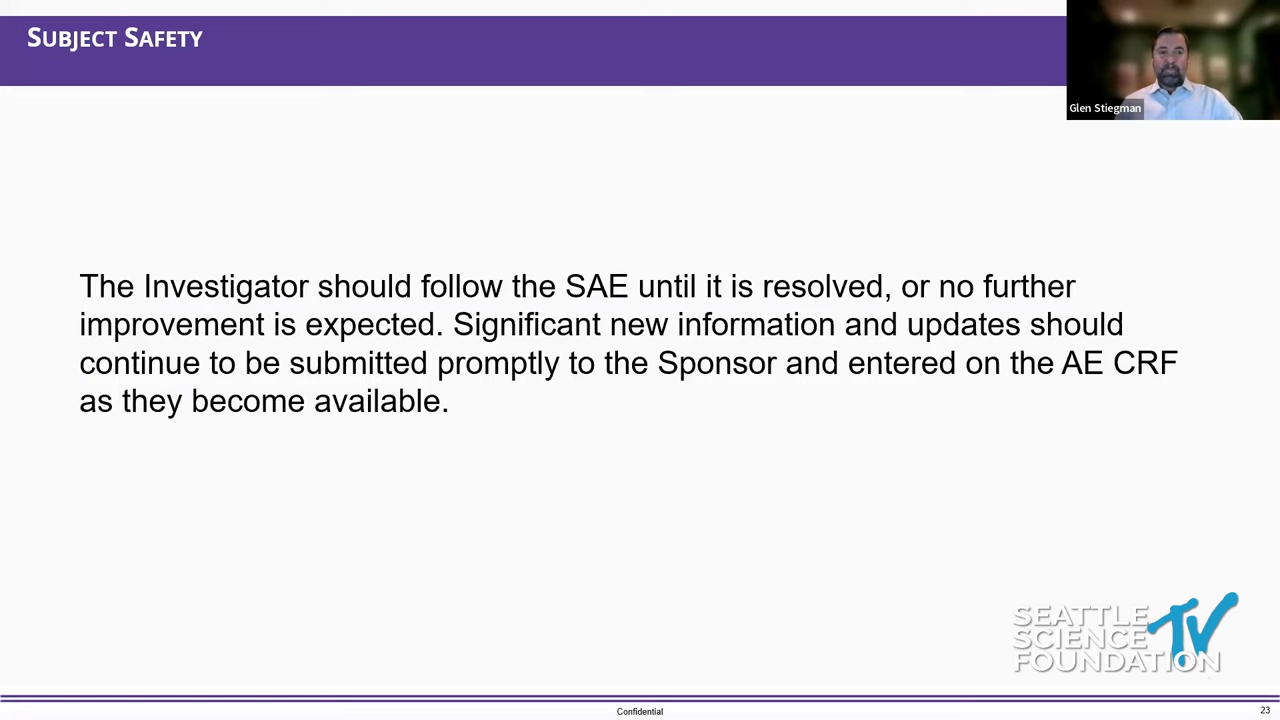 SUBJECT SAFETY
Glen Stiegman
The Investigator should follow the SAE until it is resolved, or no further
improvement is expected. Significant new information and updates should
continue to be submitted promptly to the Sponsor and entered on the AE CRF
as they become available.
SEATTLE
SCIENCE
FOUNDATION
TV
Confidential
23